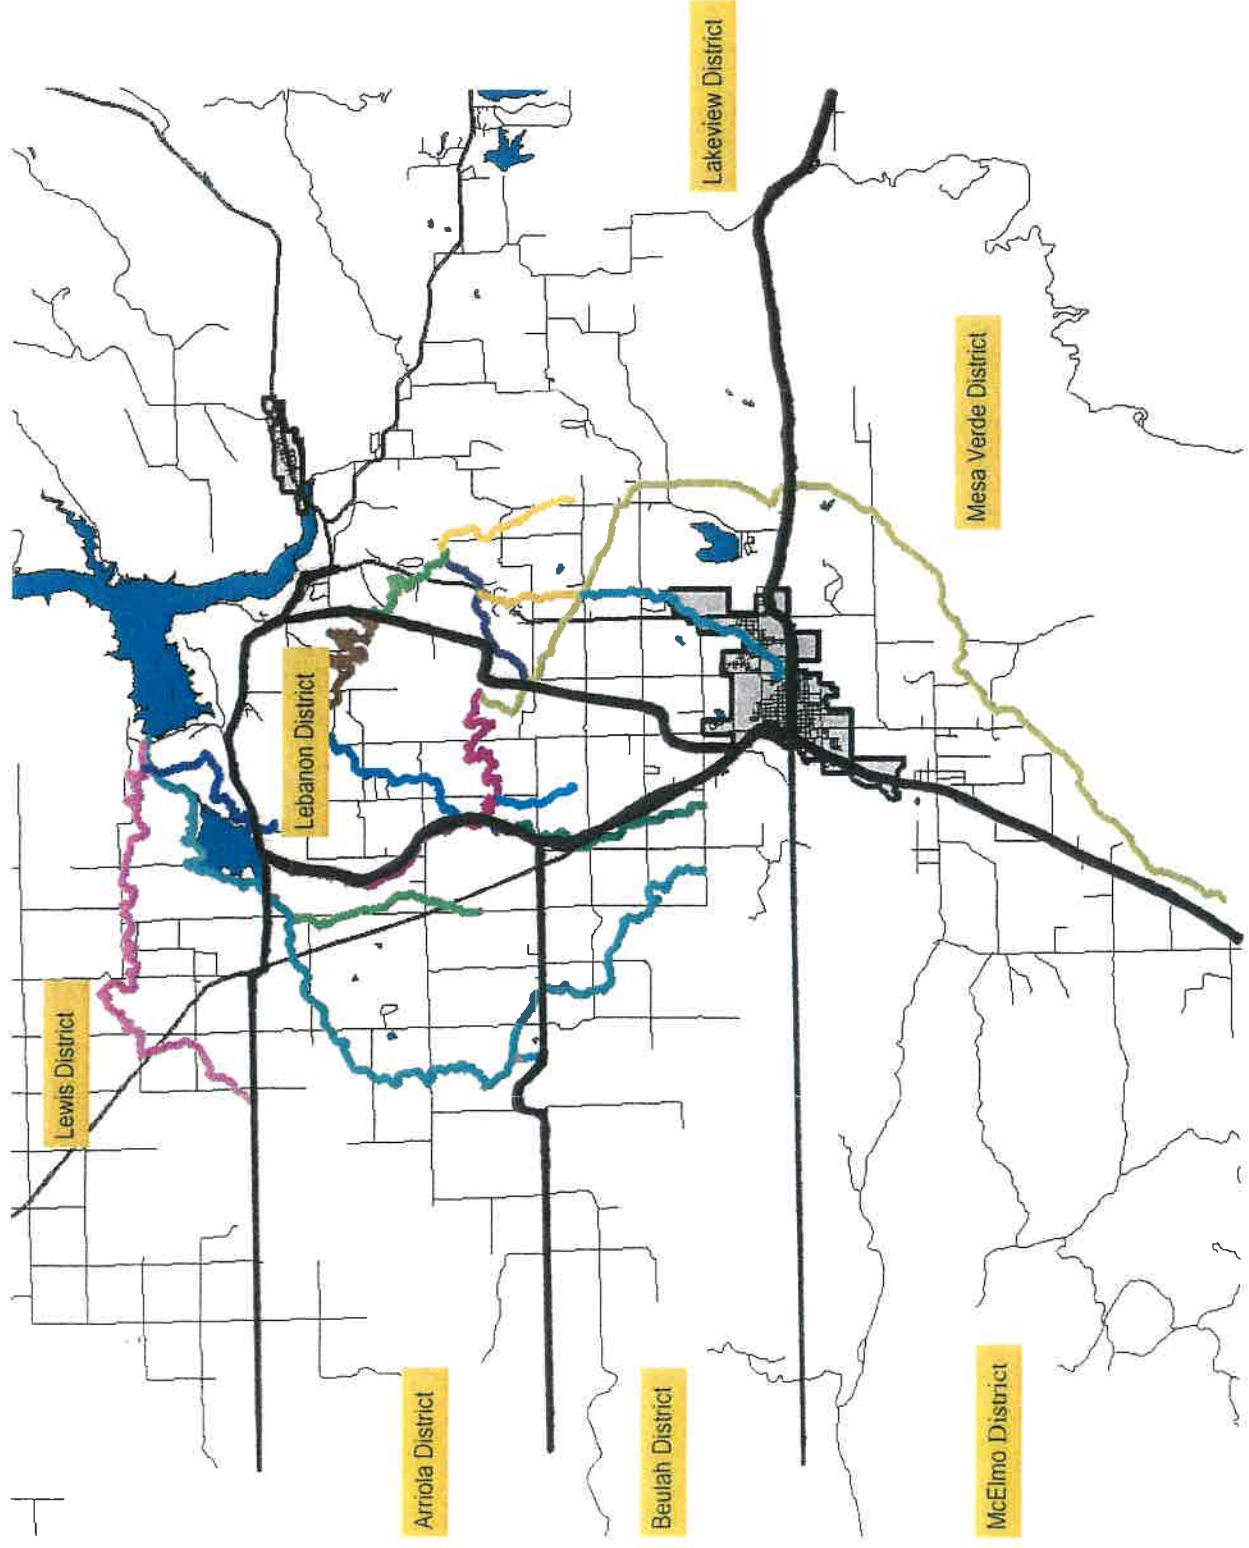 Lakeview District
Mesa Verde District
Lebanon District
Lewis District
Arriola District
Beulah District
McElmo District